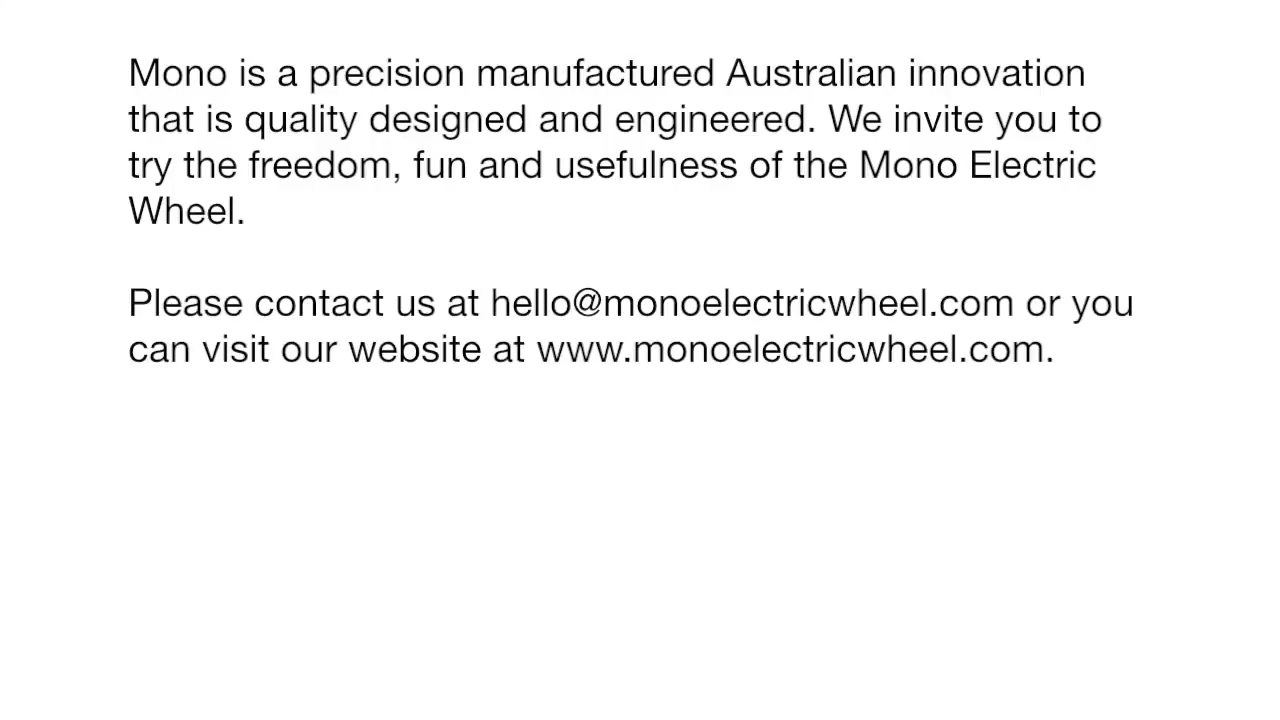 Mono is a precision manufactured Australian innovation
that is quality designed and engineered. We invite you to
try the freedom, fun and usefulness of the Mono Electric
Wheel.
Please contact us at hello@monoelectricwheel.com or you
can visit our website at www.monoelectricwheel.com.